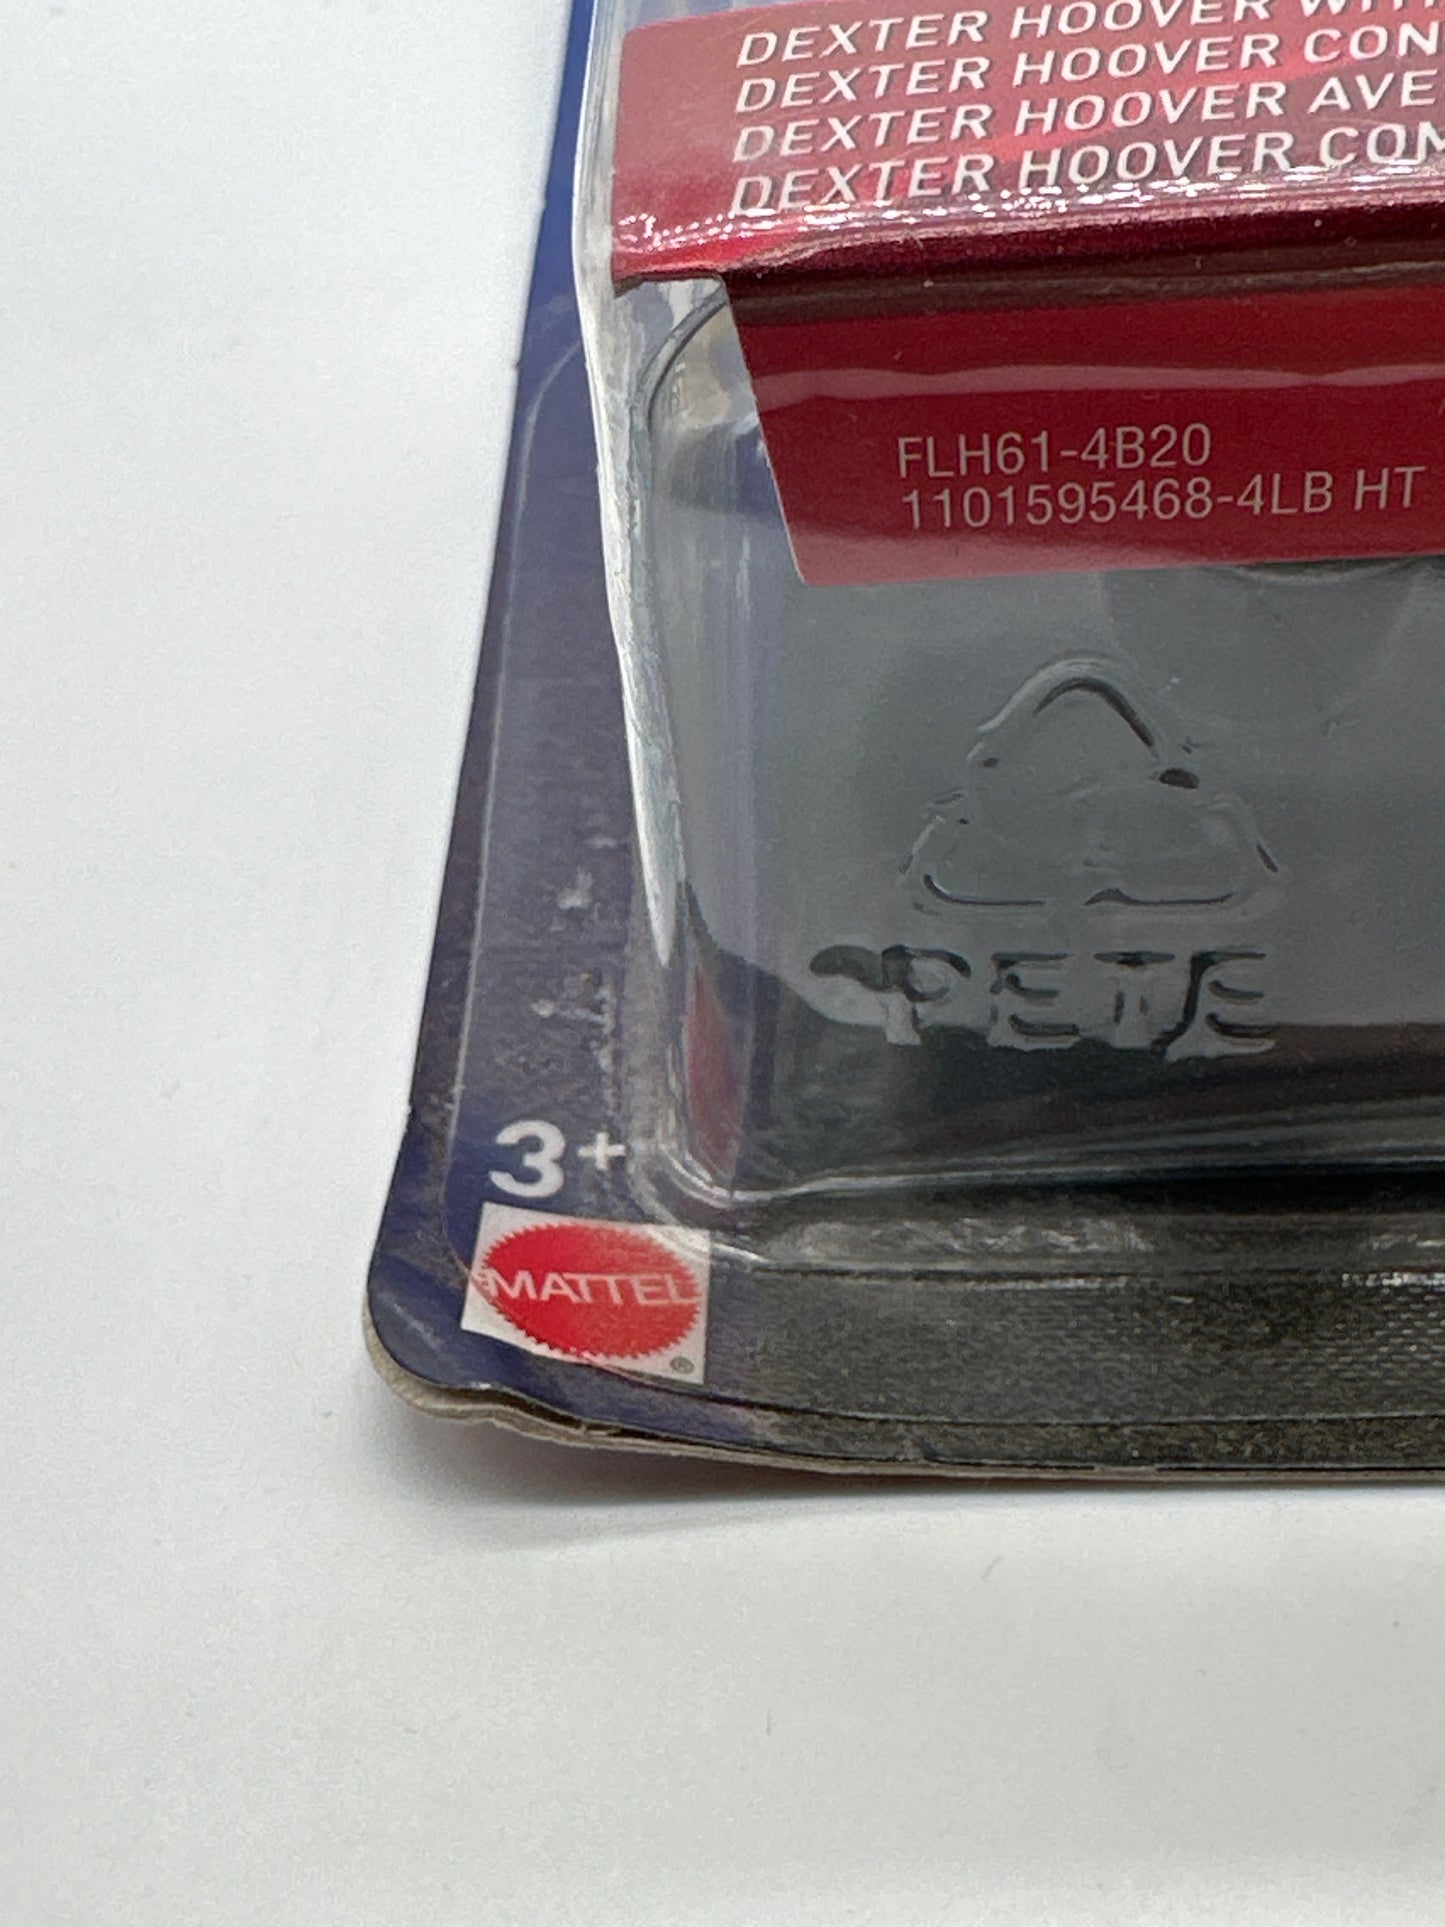 DEXTER HOOVER
DEXTER HOOVER
DEXTER HOOVER
DEXTER HOOVER
FLH61-4B20
1101595468-4LB HT
PETE
3+
MATTEL
®